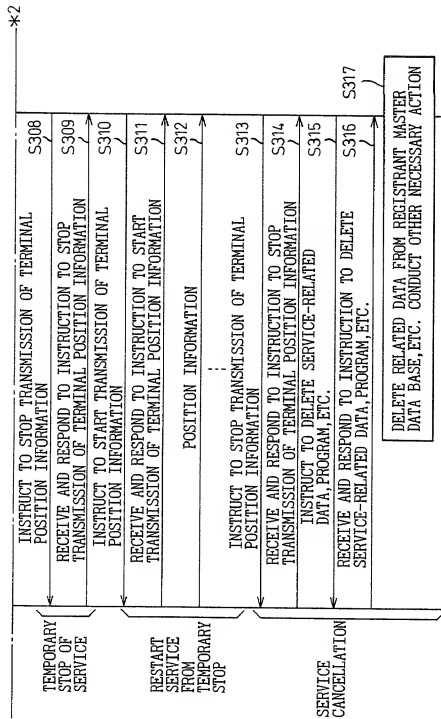 *2
INSTRUCT TO STOP TRANSMISSION OF TERMINAL
POSITION INFORMATION
S308
RECEIVE AND RESPOND TO INSTRUCTION TO STOP
TRANSMISSION OF TERMINAL POSITION INFORMATION
S309
TEMPORARY
STOP OF
SERVICE
INSTRUCT TO START TRANSMISSION OF TERMINAL
POSITION INFORMATION
S310
RECEIVE AND RESPOND TO INSTRUCTION TO START
TRANSMISSION OF TERMINAL POSITION INFORMATION
S311
POSITION INFORMATION
S312
RESTART
SERVICE
FROM
TEMPORARY
STOP
INSTRUCT TO STOP TRANSMISSION OF TERMINAL
POSITION INFORMATION
S313
RECEIVE AND RESPOND TO INSTRUCTION TO STOP
TRANSMISSION OF TERMINAL POSITION INFORMATION
S314
INSTRUCT TO DELETE SERVICE-RELATED
DATA,PROGRAM,ETC.
S315
RECEIVE AND RESPOND TO INSTRUCTION TO DELETE
SERVICE-RELATED DATA,PROGRAM,ETC.
S316
SERVICE
CANCELLATION
S317
DELETE RELATED DATA FROM REGISTRANT MASTER
DATA BASE,ETC. CONDUCT OTHER NECESSARY ACTION